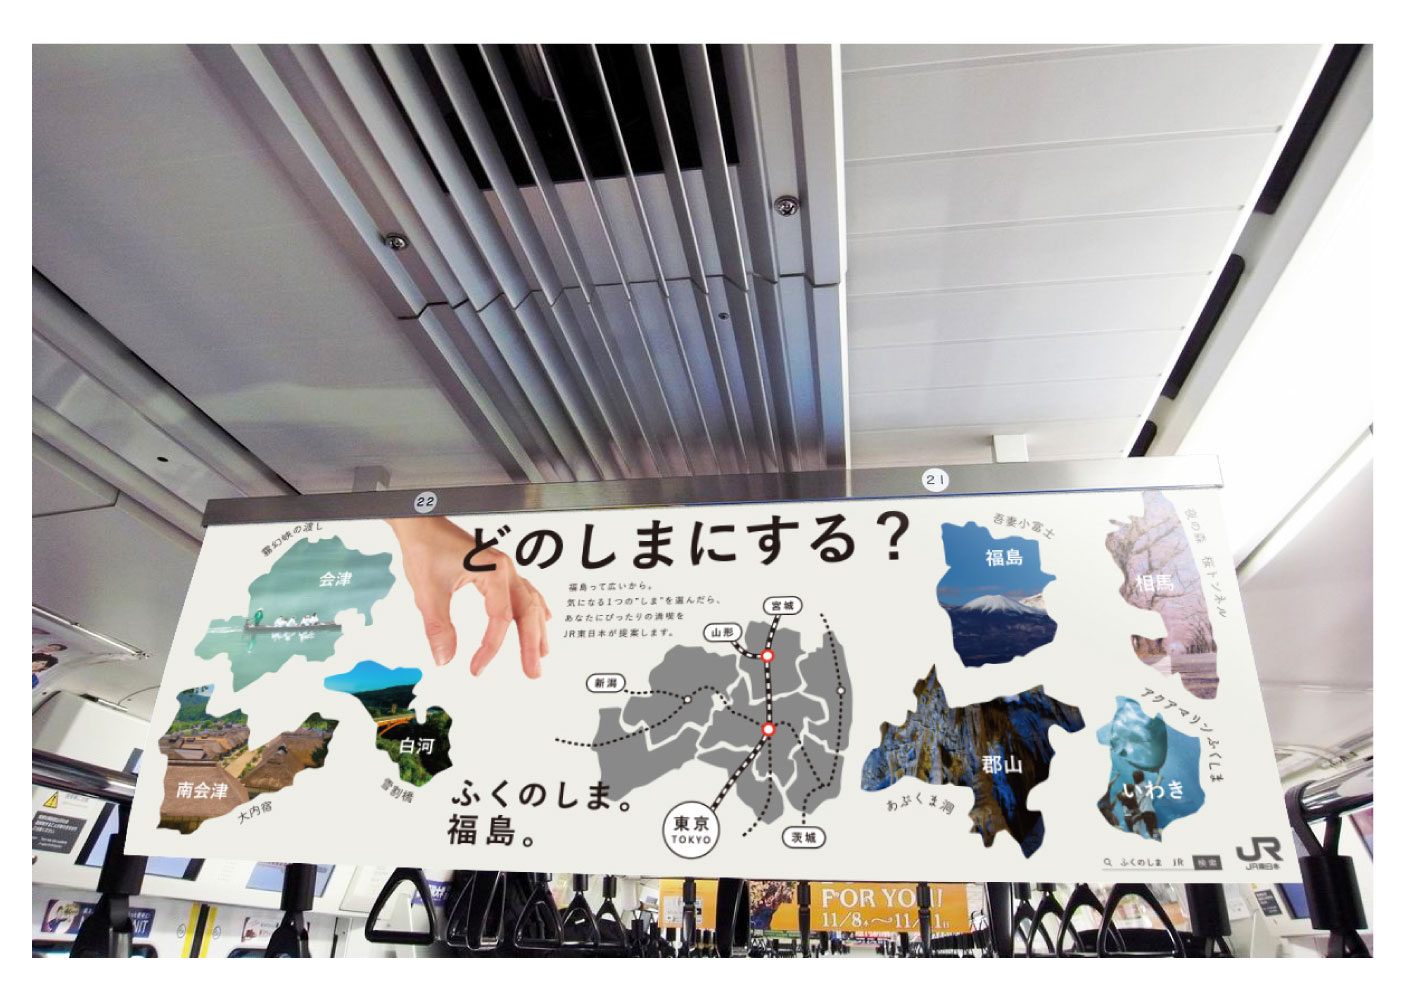 22
21
どのしまにする？
福島って広いから。
気になる1つの“しま”を選んだら、
あなたにぴったりの満喫を
JR東日本が提案します。
霧幻峡の渡し
会津
南会津
大内宿
白河
雪割橋
ふくのしま。
福島。
宮城
山形
新潟
東京
TOKYO
茨城
吾妻小富士
福島
夜の森 桜トンネル
相馬
郡山
あぶくま洞
アクアマリンふくしま
いわき
ふくのしま JR 検索
JR
JR東日本
FOR YOU!